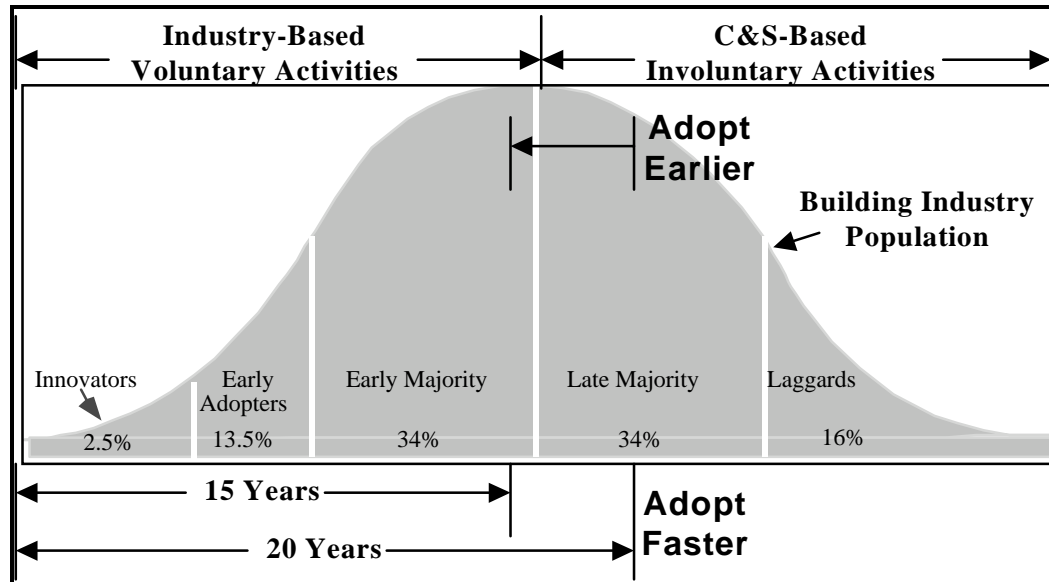 Industry-Based
Voluntary Activities
C&S-Based
Involuntary Activities
Adopt
Earlier
Building Industry
Population
Innovators
Early
Adopters
Early Majority
Late Majority
Laggards
2.5%
13.5%
34%
34%
16%
15 Years
20 Years
Adopt
Faster